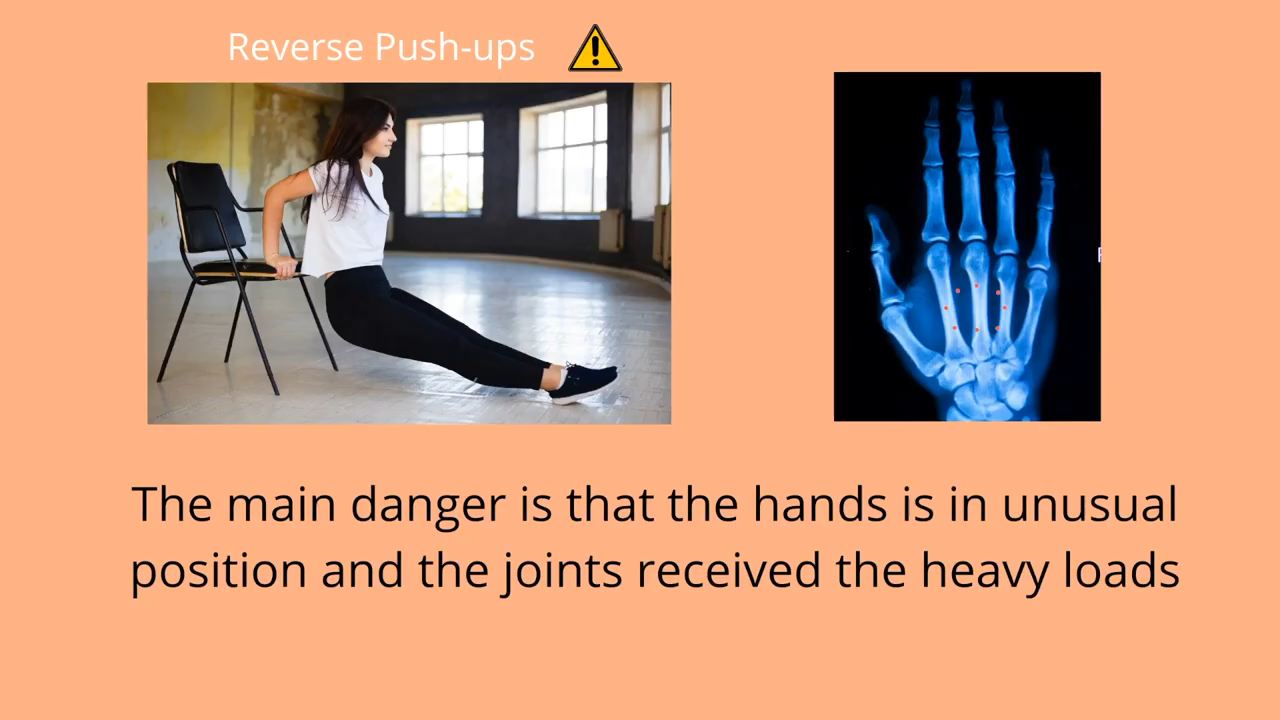 Reverse Push-ups
The main danger is that the hands is in unusual
position and the joints received the heavy loads